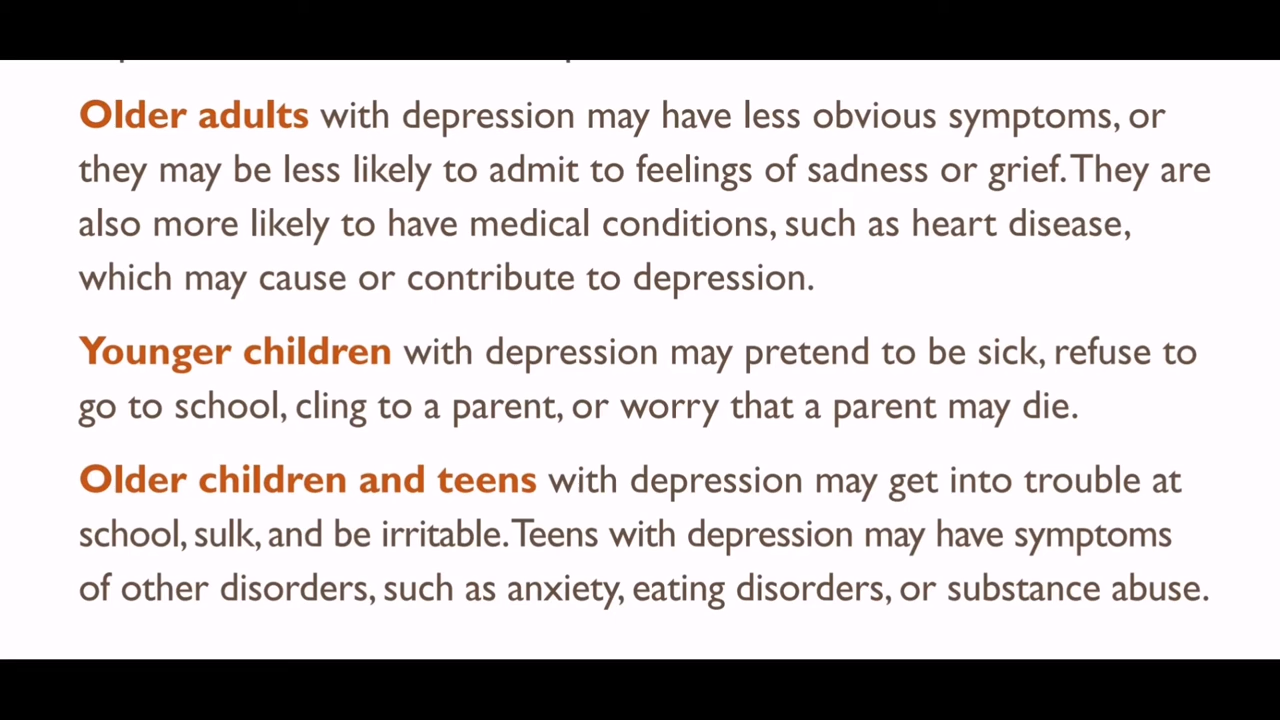 Older adults with depression may have less obvious symptoms, or
they may be less likely to admit to feelings of sadness or grief. They are
also more likely to have medical conditions, such as heart disease,
which may cause or contribute to depression.
Younger children with depression may pretend to be sick, refuse to
go to school, cling to a parent, or worry that a parent may die.
Older children and teens with depression may get into trouble at
school, sulk, and be irritable. Teens with depression may have symptoms
of other disorders, such as anxiety, eating disorders, or substance abuse.